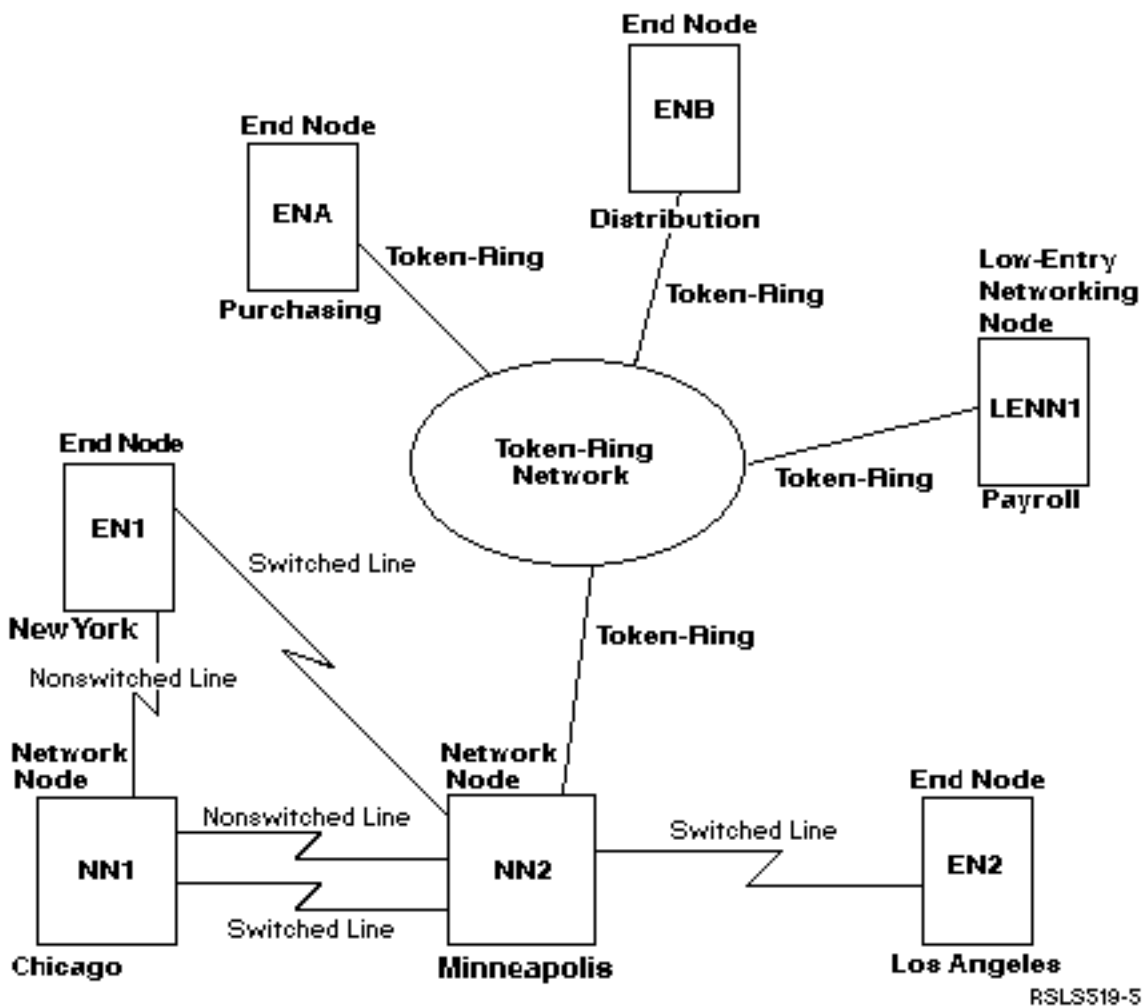 End Node
ENB
Distribution
End Node
ENA
Purchasing
Token-Ring
Token-Ring
Low-Entry
Networking
Node
LENN1
Payroll
Token-Ring
Token-Ring
Network
End Node
EN1
New York
Switched Line
Token-Ring
Nonswitched Line
Network
Node
NN1
Chicago
Nonswitched Line
Switched Line
Network
Node
NN2
Minneapolis
Switched Line
End Node
EN2
Los Angeles
RSLS519-5